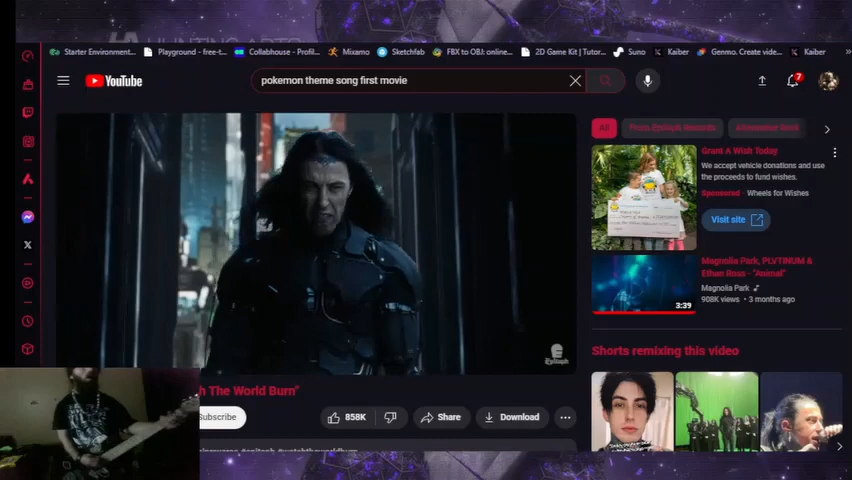 Starter Environment...
Playground - free-t...
Collabhouse - Profil...
Mixamo
Sketchfab
FBX to OBJ: online...
2D Game Kit | Tutor...
Suno
Kaiber
Genmo. Create vide...
Kaiber
YouTube
pokemon theme song first movie
7
All
From Epitaph Records
Alternative Rock
Grant A Wish Today
We accept vehicle donations and use
the proceeds to fund wishes.
Sponsored · Wheels for Wishes
Visit site
Magnolia Park, PLVTINUM &
Ethan Ross - "Animal"
Magnolia Park
908K views • 3 months ago
3:39
Epitaph
Shorts remixing this video
h The World Burn"
Subscribe
858K
Share
Download